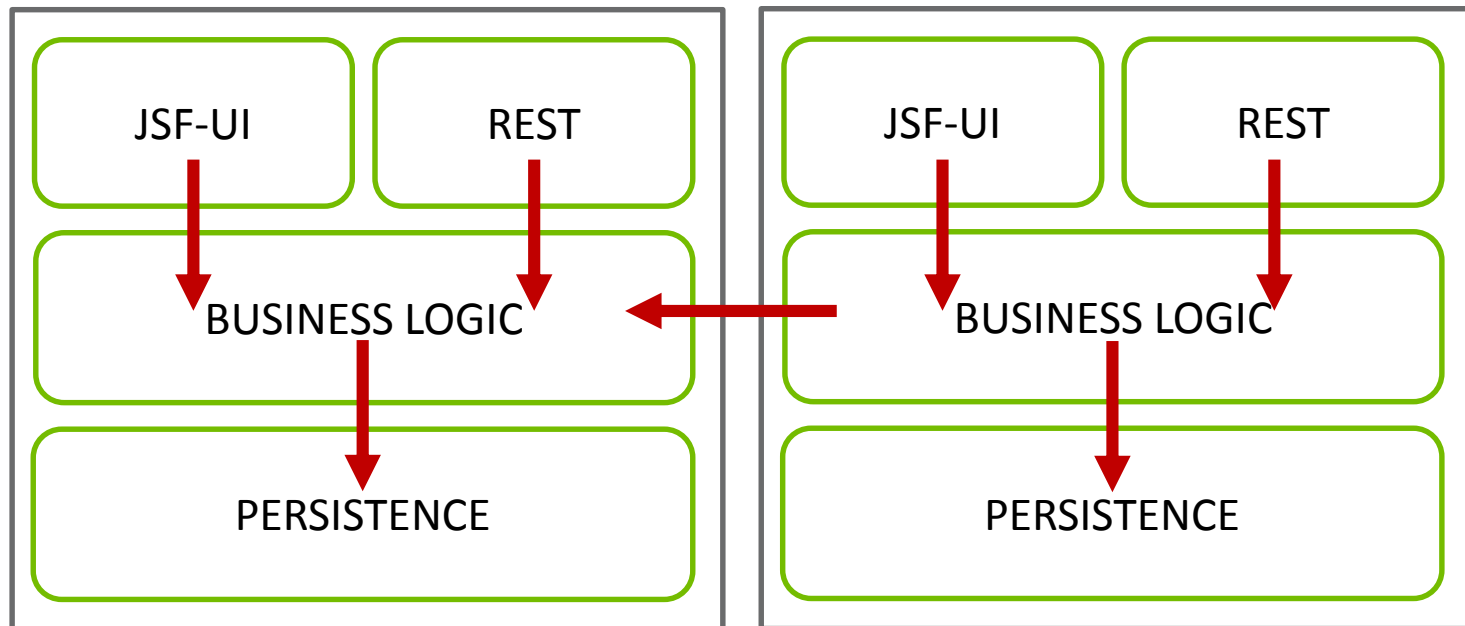 JSF-UI
REST
BUSINESS LOGIC
PERSISTENCE
JSF-UI
REST
BUSINESS LOGIC
PERSISTENCE